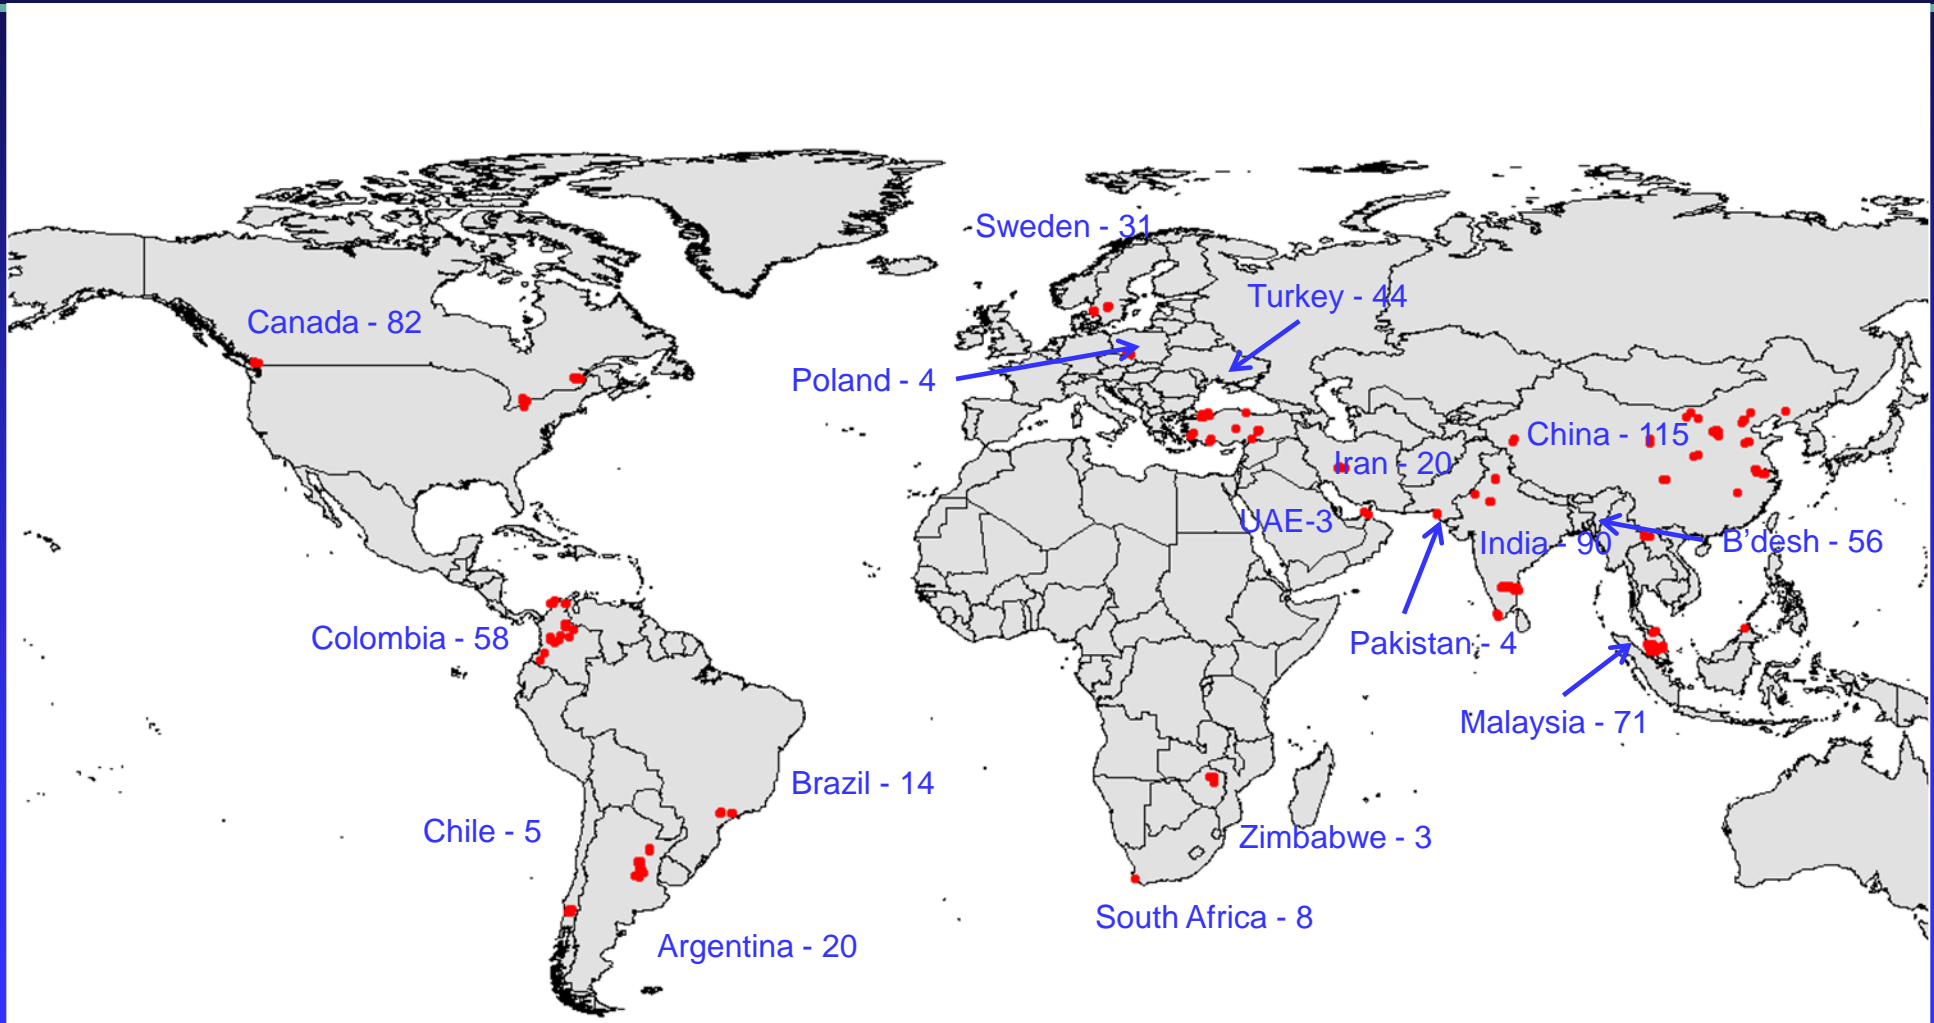 Sweden - 31
Turkey - 44
Canada - 82
Poland - 4
China - 115
Iran - 20
UAE-3
India - 90
B'desh - 56
Colombia - 58
Pakistan - 4
Malaysia - 71
Brazil - 14
Chile - 5
Zimbabwe - 3
South Africa - 8
Argentina - 20